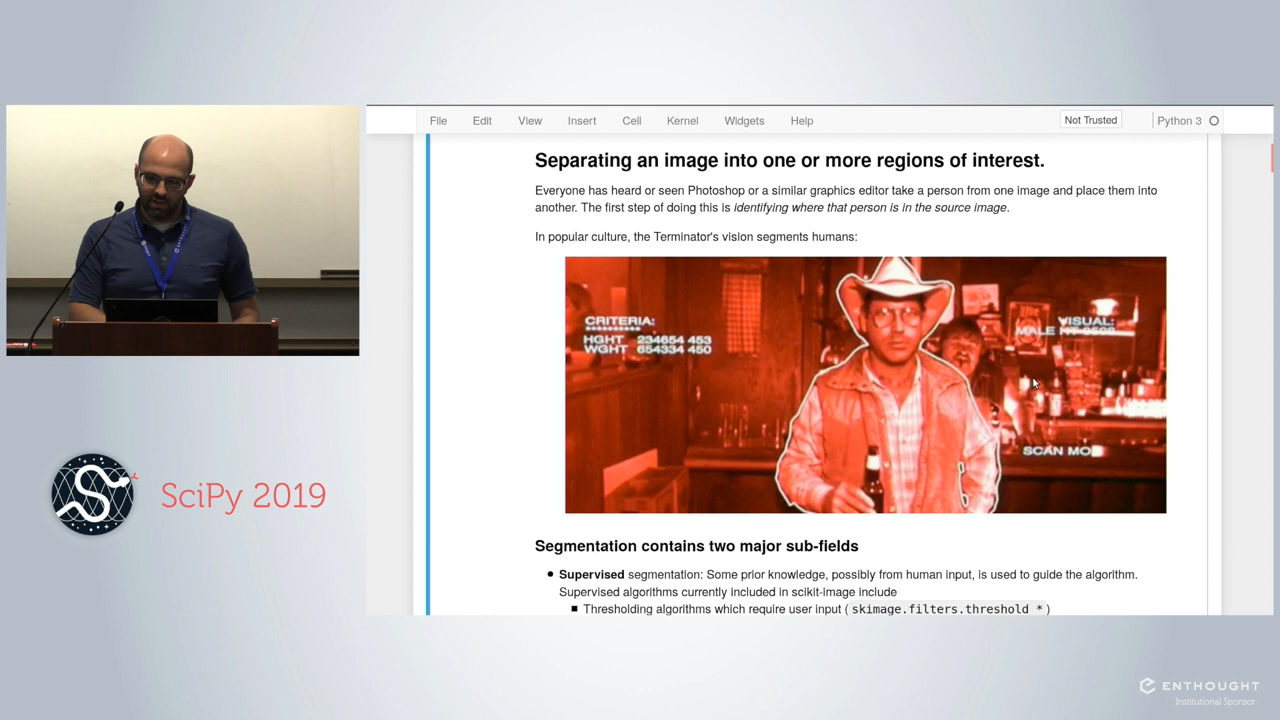 File Edit View Insert Cell Kernel Widgets Help Not Trusted Python 3
Separating an image into one or more regions of interest.
Everyone has heard or seen Photoshop or a similar graphics editor take a person from one image and place them into
another. The first step of doing this is identifying where that person is in the source image.
In popular culture, the Terminator's vision segments humans:
CRITERIA:
HGHT 234654 453
WGHT 654334 450
VISUAL:
MALE
SCAN MO
Segmentation contains two major sub-fields
Supervised segmentation: Some prior knowledge, possibly from human input, is used to guide the algorithm.
Supervised algorithms currently included in scikit-image include
Thresholding algorithms which require user input ( skimage.filters.threshold_* )
SciPy 2019
ENTHOUGHT
Institutional Sponsor